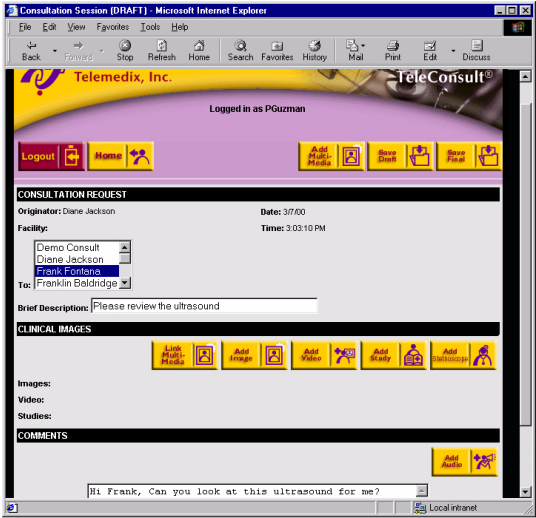 Consultation Session (DRAFT) - Microsoft Internet Explorer
File Edit View Favorites Tools Help
Back Forward Stop Refresh Home Search Favorites History Mail Print Edit Discuss
Telemedix, Inc. TeleConsult®
Logged in as PGuzman
Logout Home Add Multi-Media Save Draft Save Final
CONSULTATION REQUEST
Originator: Diane Jackson Date: 3/7/00
Facility: Time: 3:03:10 PM
Demo Consult
Diane Jackson
Frank Fontana
To: Franklin Baldridge
Brief Description: Please review the ultrasound
CLINICAL IMAGES
Link Multi-Media Add Image Add Video Add Study Add Stethoscope
Images:
Video:
Studies:
COMMENTS
Add Audio
Hi Frank, Can you look at this ultrasound for me?
Local intranet